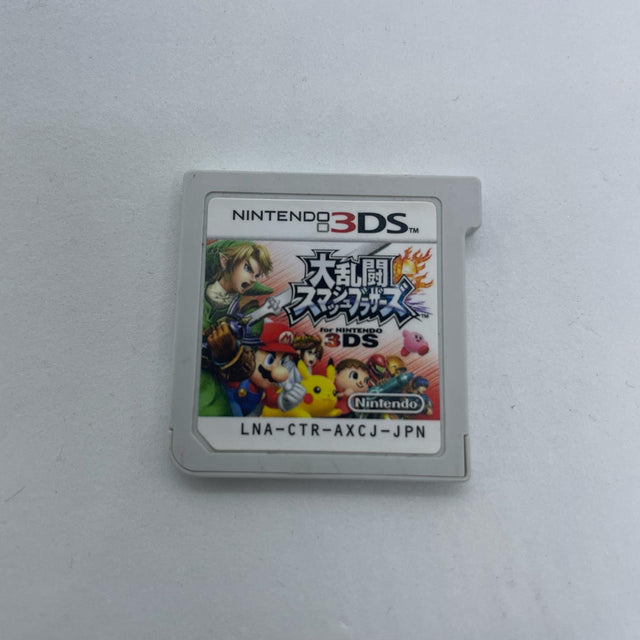 NINTENDO 3DS™
大乱闘
スマッシュブラザーズ
for NINTENDO
3DS
Nintendo
LNA-CTR-AXCJ-JPN